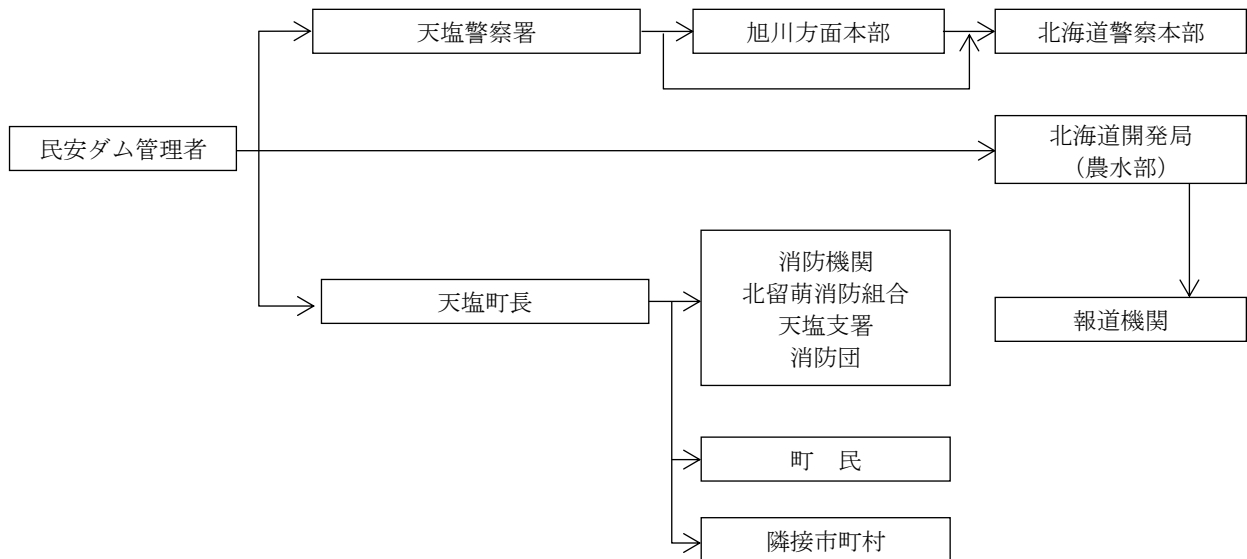 天塩警察署
旭川方面本部
北海道警察本部
民安ダム管理者
北海道開発局
（農水部）
消防機関
北留萌消防組合
天塩支署
消防団
天塩町長
報道機関
町　民
隣接市町村